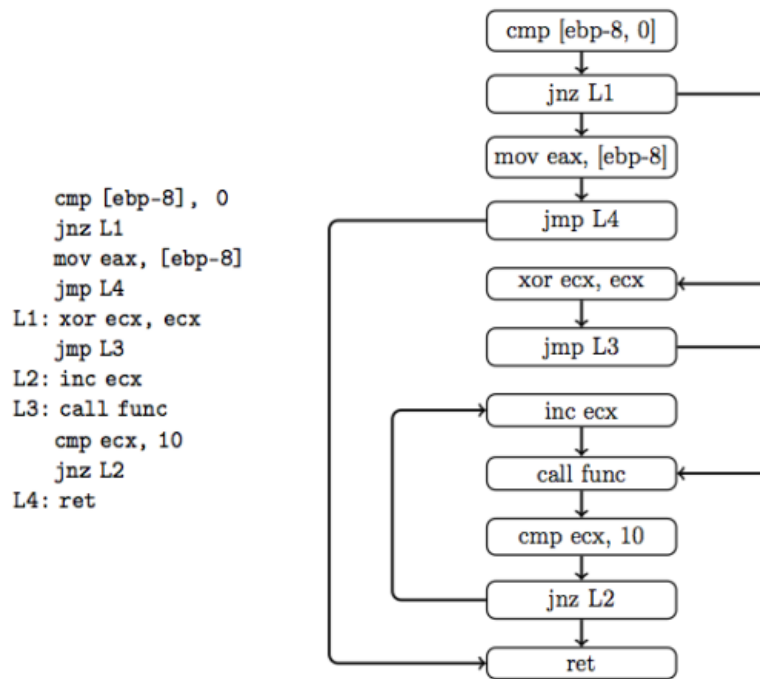 cmp [ebp-8], 0
jnz L1
mov eax, [ebp-8]
jmp L4
L1: xor ecx, ecx
jmp L3
L2: inc ecx
L3: call func
cmp ecx, 10
jnz L2
L4: ret
cmp [ebp-8, 0]
jnz L1
mov eax, [ebp-8]
jmp L4
xor ecx, ecx
jmp L3
inc ecx
call func
cmp ecx, 10
jnz L2
ret